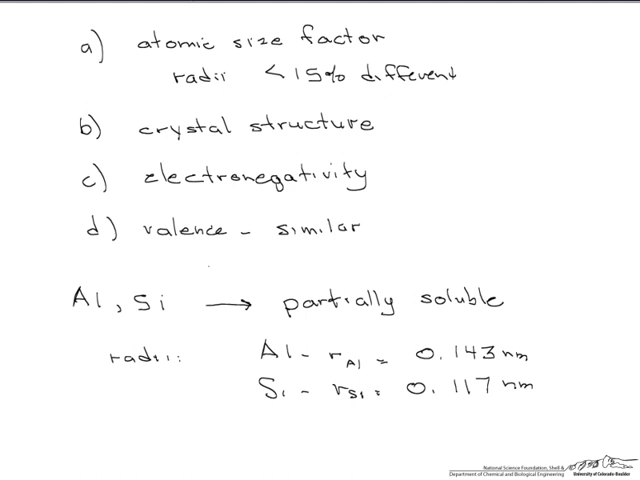 a) atomic size factor
radii < 15% different
b) crystal structure
c) electronegativity
d) valence - similar
Al, Si → partially soluble
radii: Al - rAl = 0.143 nm
Si - rSi = 0.117 nm
National Science Foundation, Shell &
Department of Chemical and Biological Engineering
University of Colorado-Boulder